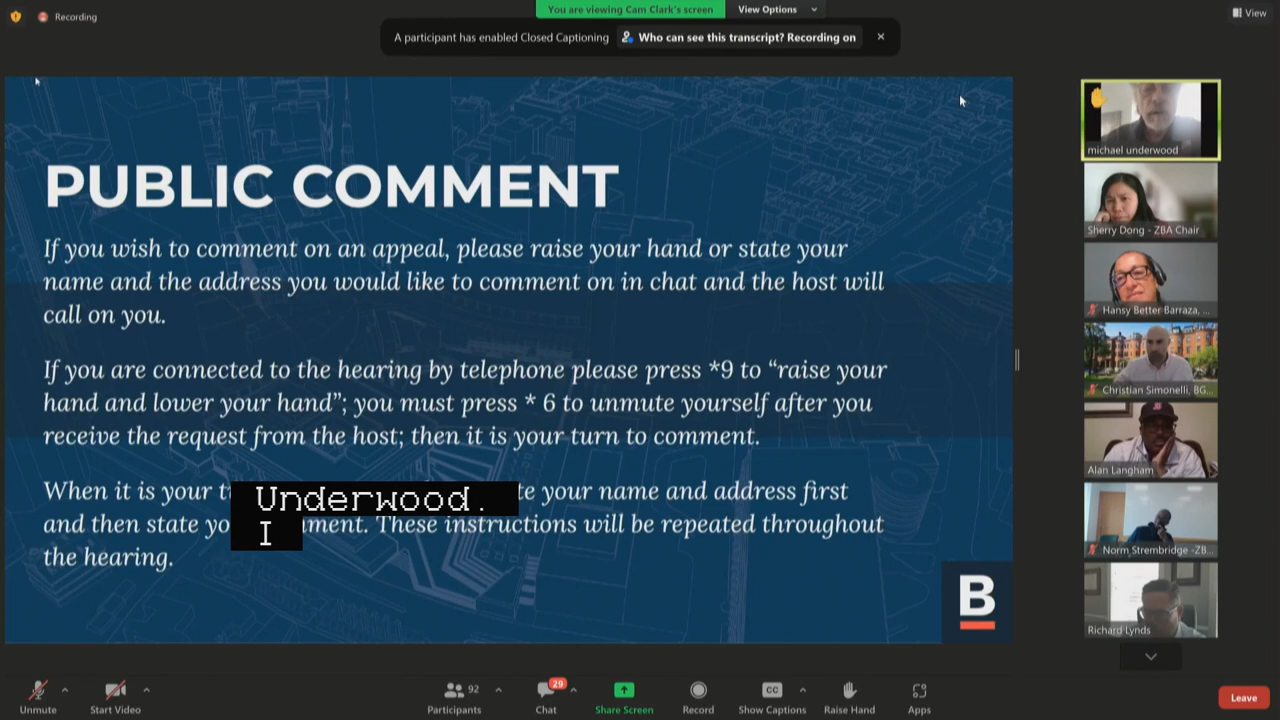 You are viewing Cam Clark's screen
View Options
Recording
View
A participant has enabled Closed Captioning
Who can see this transcript? Recording on
PUBLIC COMMENT
If you wish to comment on an appeal, please raise your hand or state your
name and the address you would like to comment on in chat and the host will
call on you.
If you are connected to the hearing by telephone please press *9 to “raise your
hand and lower your hand”; you must press * 6 to unmute yourself after you
receive the request from the host; then it is your turn to comment.
When it is your t
te your name and address first
and then state yo
ment. These instructions will be repeated throughout
the hearing.
Underwood.
I
B
michael underwood
Sherry Dong - ZBA Chair
Hansy Better Barraza, ...
Christian Simonelli, BG...
Alan Langham
Norm Strembridge -ZB...
Richard Lynds
Unmute
Start Video
92
Participants
29
Chat
Share Screen
Record
CC
Show Captions
Raise Hand
Apps
Leave